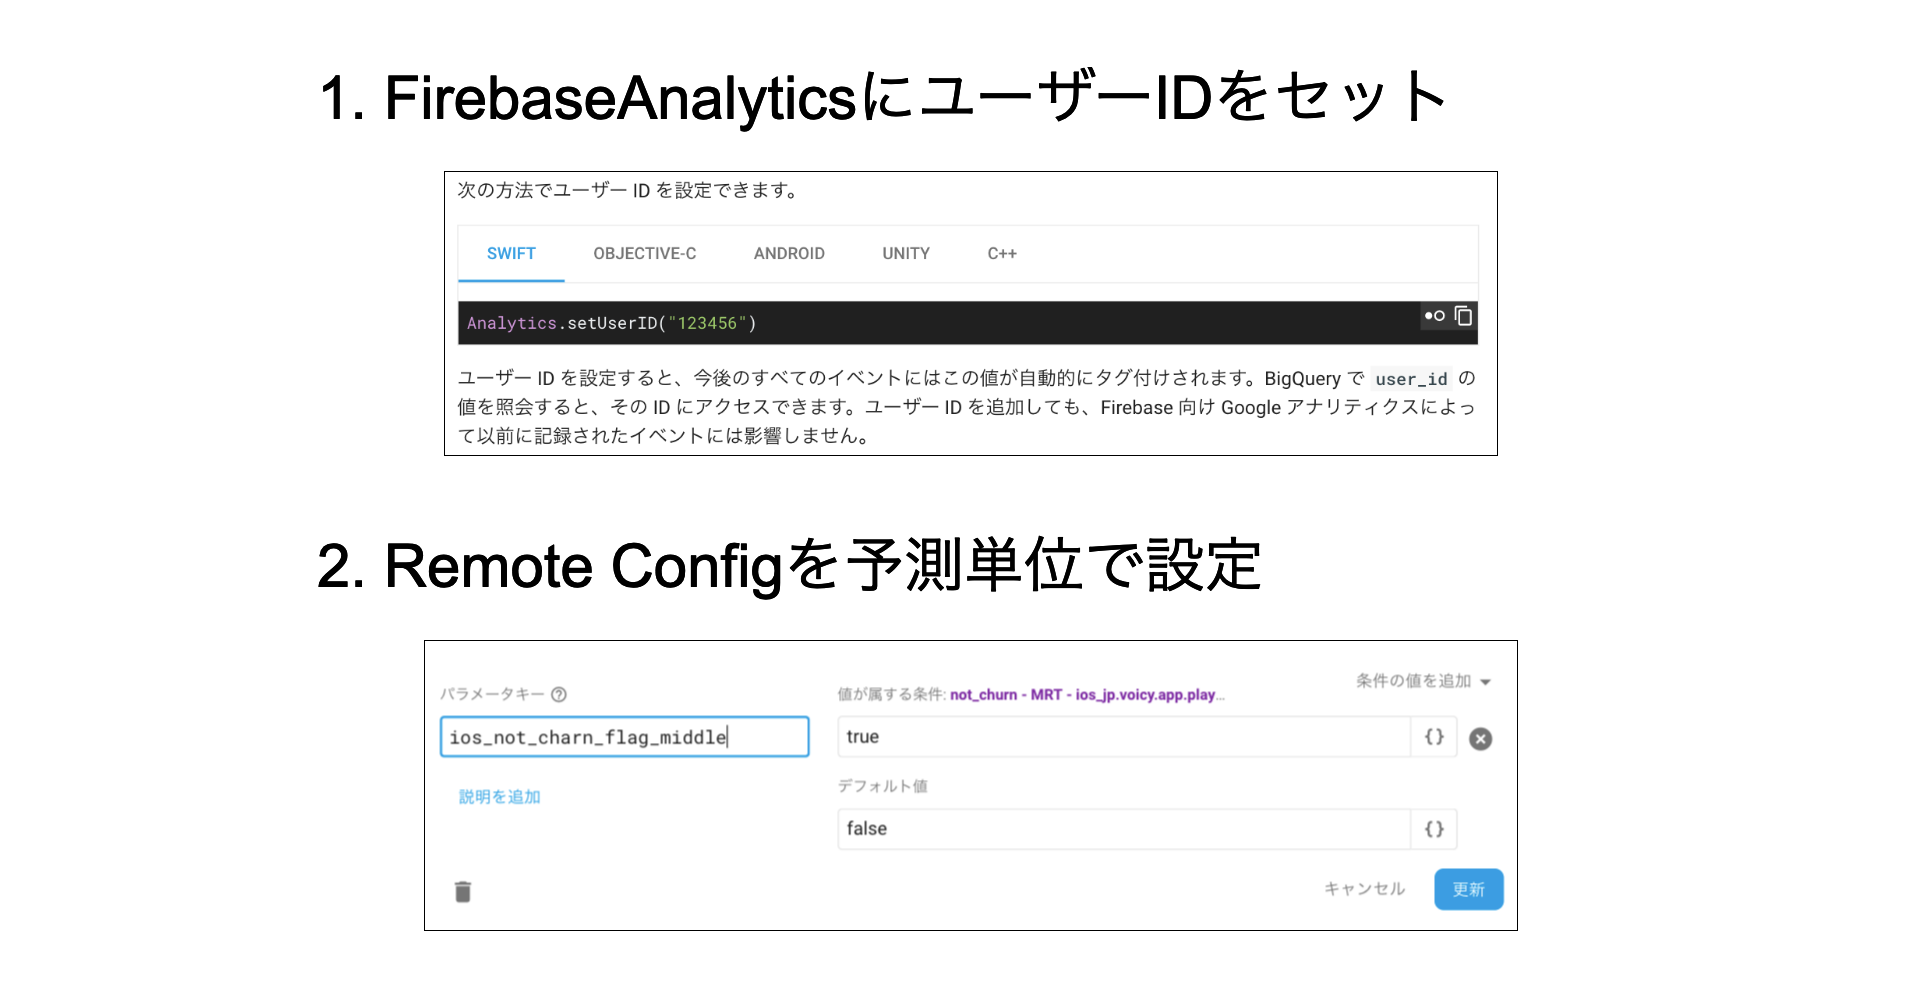 1. FirebaseAnalyticsにユーザーIDをセット
次の方法でユーザー ID を設定できます。
SWIFT OBJECTIVE-C ANDROID UNITY C++
Analytics.setUserID("123456")
ユーザー ID を設定すると、今後のすべてのイベントにはこの値が自動的にタグ付けされます。BigQuery で user_id の
値を照会すると、その ID にアクセスできます。ユーザー ID を追加しても、Firebase 向け Google アナリティクスによっ
て以前に記録されたイベントには影響しません。
2. Remote Configを予測単位で設定
条件の値を追加
パラメータキー
値が属する条件: not_churn - MRT - ios_jp.voicy.app.play...
ios_not_charn_flag_middle
true
{}
説明を追加
デフォルト値
false
{}
キャンセル
更新